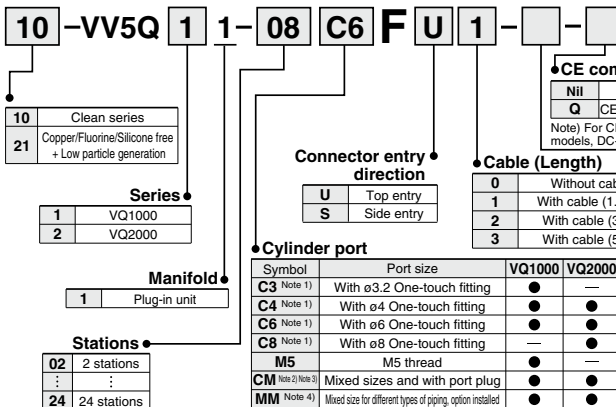 10 -VV5Q 1 1 - 08 C6 F U 1 - -
CE
Nil
Q CE
Note) For
models, DC-
10 Clean series
21 Copper/Fluorine/Silicone free
+ Low particle generation
Connector entry
direction
U Top entry
S Side entry
Cable (Length)
0 Without
1 With cable
2 With cable
3 With cable
Series
1 VQ1000
2 VQ2000
Manifold
1 Plug-in unit
Stations
02 2 stations
⋮ ⋮
24 24 stations
Cylinder port
Symbol Port size VQ1000 VQ2000
C3 Note 1) With ø3.2 One-touch fitting ● —
C4 Note 1) With ø4 One-touch fitting ● ●
C6 Note 1) With ø6 One-touch fitting ● ●
C8 Note 1) With ø8 One-touch fitting — ●
M5 M5 thread ● —
CM Note 2) Note 3) Mixed sizes and with port plug ● ●
MM Note 4) Mixed size for different types of piping, option installed ● ●